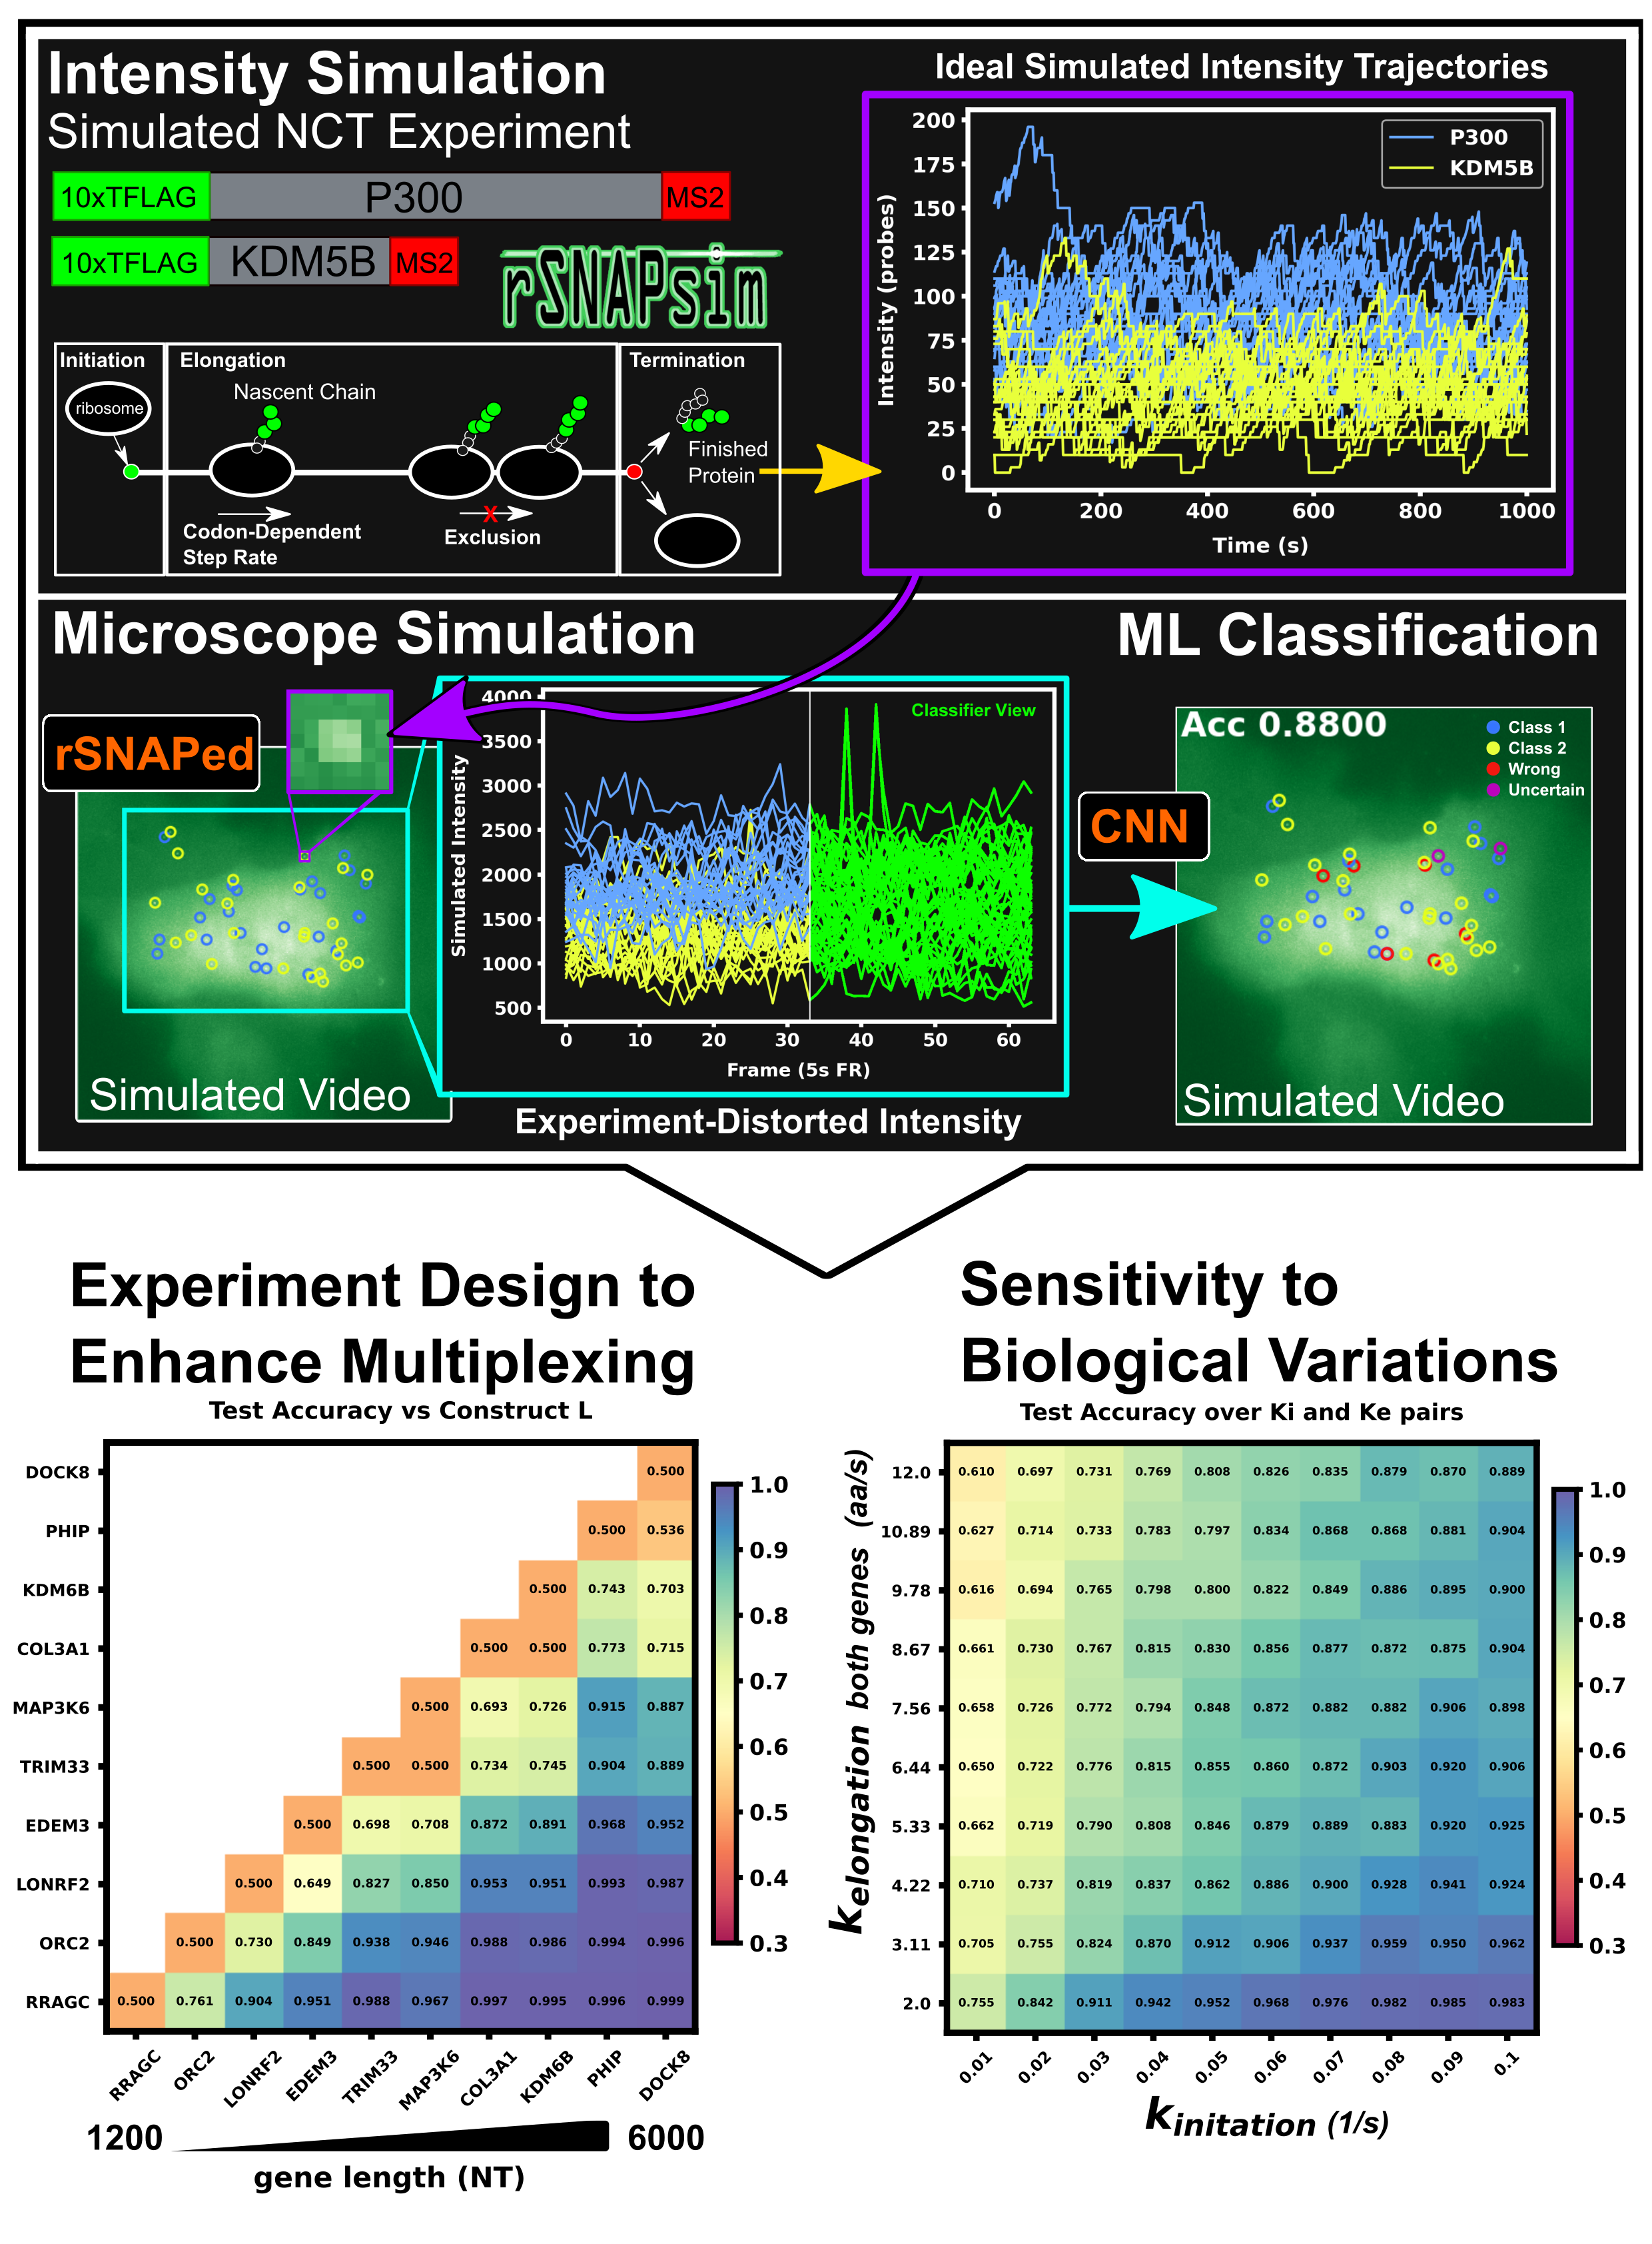 Intensity Simulation
Simulated NCT Experiment
10xTFLAG P300 MS2
10xTFLAG KDM5B MS2
rSNAPsim
Initiation Elongation Termination
ribosome
Nascent Chain
Finished
Protein
Codon-Dependent
Step Rate
X
Exclusion
Ideal Simulated Intensity Trajectories
P300
KDM5B
Intensity (probes)
200
175
150
125
100
75
50
25
0
0 200 400 600 800 1000
Time (s)
Microscope Simulation
rSNAPed
Simulated Video
Classifier View
Simulated Intensity
4000
3500
3000
2500
2000
1500
1000
500
0 10 20 30 40 50 60
Frame (5s FR)
Experiment-Distorted Intensity
ML Classification
CNN
Acc 0.8800
Class 1
Class 2
Wrong
Uncertain
Simulated Video
Experiment Design to
Enhance Multiplexing
Test Accuracy vs Construct L
DOCK8 0.500
PHIP 0.500 0.536
KDM6B 0.500 0.743 0.703
COL3A1 0.500 0.500 0.773 0.715
MAP3K6 0.500 0.693 0.726 0.915 0.887
TRIM33 0.500 0.500 0.734 0.745 0.904 0.889
EDEM3 0.500 0.698 0.708 0.872 0.891 0.968 0.952
LONRF2 0.500 0.649 0.827 0.850 0.953 0.951 0.993 0.987
ORC2 0.500 0.730 0.849 0.938 0.946 0.988 0.986 0.994 0.996
RRAGC 0.500 0.761 0.904 0.951 0.988 0.967 0.997 0.995 0.996 0.999
RRAGC ORC2 LONRF2 EDEM3 TRIM33 MAP3K6 COL3A1 KDM6B PHIP DOCK8
1200 6000
gene length (NT)
1.0
0.9
0.8
0.7
0.6
0.5
0.4
0.3
Sensitivity to
Biological Variations
Test Accuracy over Ki and Ke pairs
kelongation both genes (aa/s)
12.0 0.610 0.697 0.731 0.769 0.808 0.826 0.835 0.879 0.870 0.889
10.89 0.627 0.714 0.733 0.783 0.797 0.834 0.868 0.868 0.881 0.904
9.78 0.616 0.694 0.765 0.798 0.800 0.822 0.849 0.886 0.895 0.900
8.67 0.661 0.730 0.767 0.815 0.830 0.856 0.877 0.872 0.875 0.904
7.56 0.658 0.726 0.772 0.794 0.848 0.872 0.882 0.882 0.906 0.898
6.44 0.650 0.722 0.776 0.815 0.855 0.860 0.872 0.903 0.920 0.906
5.33 0.662 0.719 0.790 0.808 0.846 0.879 0.889 0.883 0.920 0.925
4.22 0.710 0.737 0.819 0.837 0.862 0.886 0.900 0.928 0.941 0.924
3.11 0.705 0.755 0.824 0.870 0.912 0.906 0.937 0.959 0.950 0.962
2.0 0.755 0.842 0.911 0.942 0.952 0.968 0.976 0.982 0.985 0.983
0.01 0.02 0.03 0.04 0.05 0.06 0.07 0.08 0.09 0.1
kinitation (1/s)
1.0
0.9
0.8
0.7
0.6
0.5
0.4
0.3